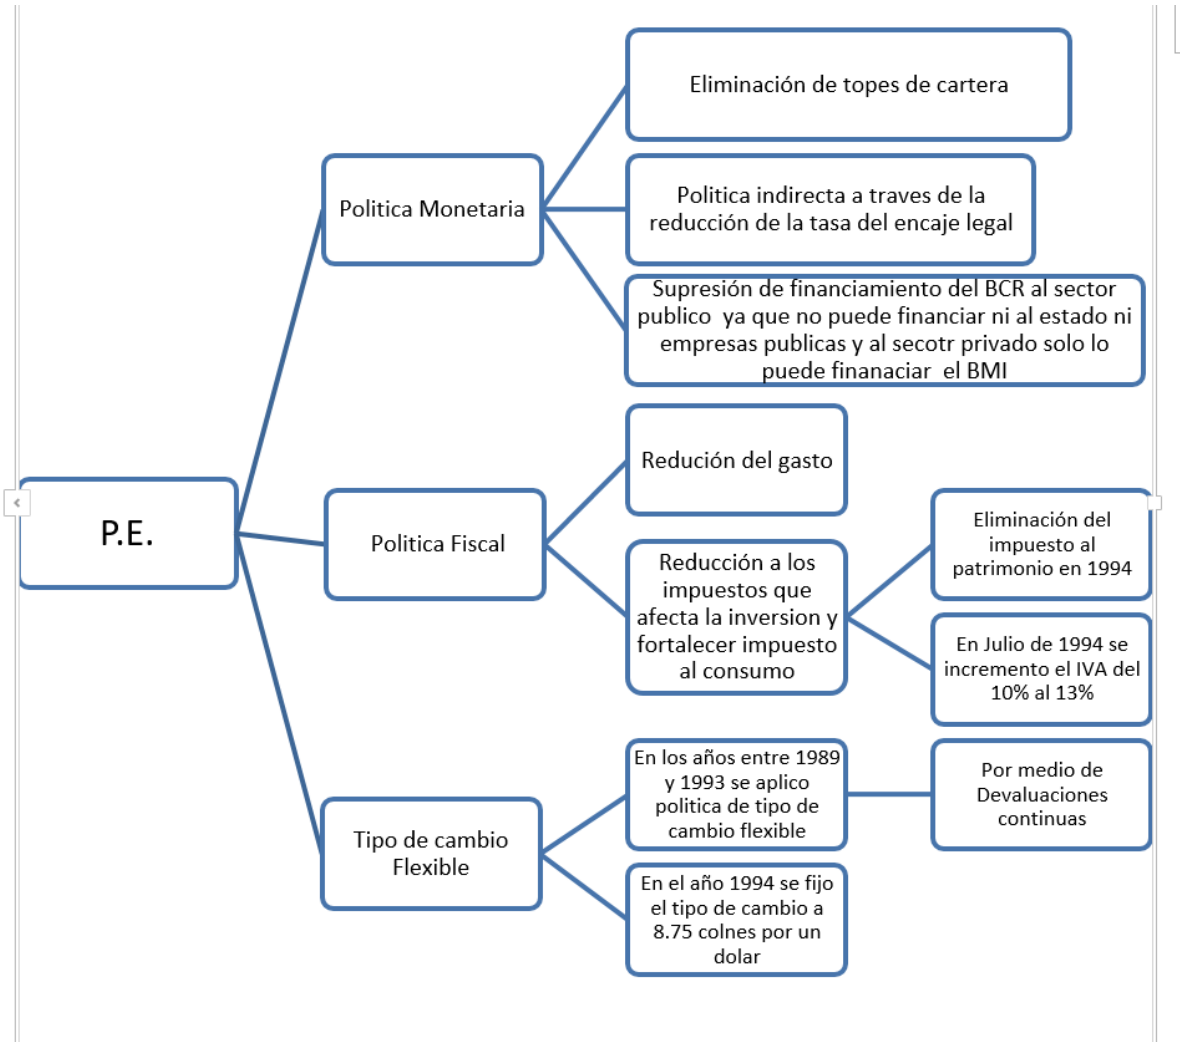 P.E.
Politica Monetaria
Eliminación de topes de cartera
Politica indirecta a traves de la
reducción de la tasa del encaje legal
Supresión de financiamiento del BCR al sector
publico  ya que no puede financiar ni al estado ni
empresas publicas y al secotr privado solo lo
puede finanaciar  el BMI
Politica Fiscal
Redución del gasto
Reducción a los
impuestos que
afecta la inversion y
fortalecer impuesto
al consumo
Eliminación del
impuesto al
patrimonio en 1994
En Julio de 1994 se
incremento el IVA del
10% al 13%
Tipo de cambio
Flexible
En los años entre 1989
y 1993 se aplico
politica de tipo de
cambio flexible
Por medio de
Devaluaciones
continuas
En el año 1994 se fijo
el tipo de cambio a
8.75 colnes por un
dolar